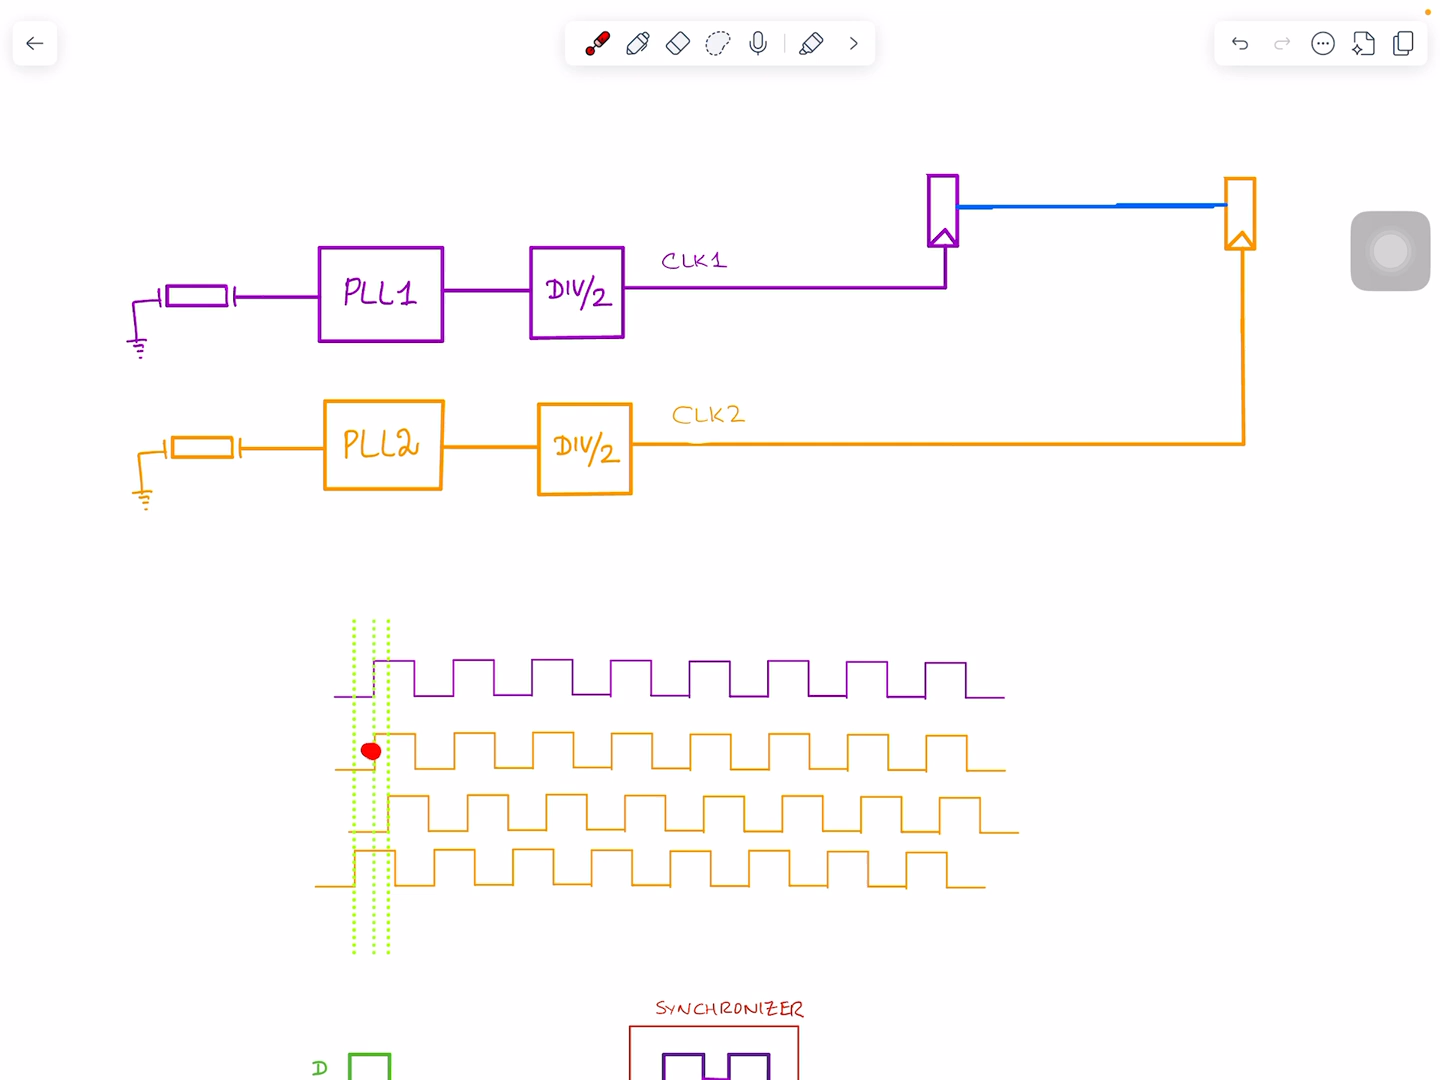 CLK1
PLL1
DIV/2
CLK2
PLL2
DIV/2
SYNCHRONIZER
D